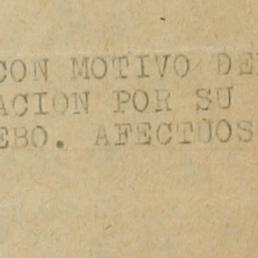 CON MOTIVO DE
ACION POR SU
EBO. AFECTUOS